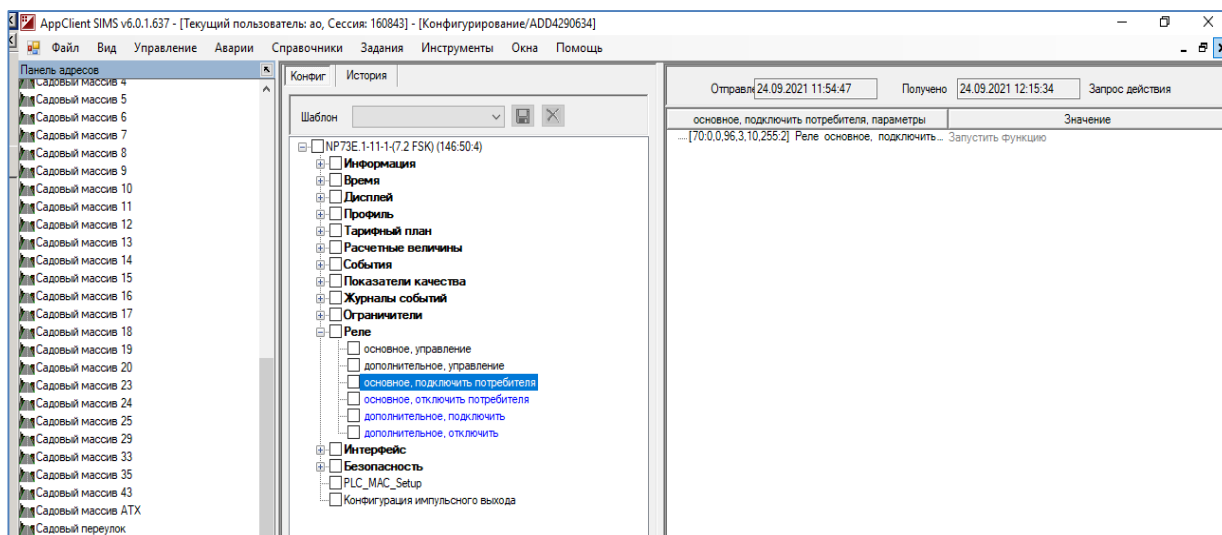 AppClient SIMS v6.0.1.637 - [Текущий пользователь: ао, Сессия: 160843] - [Конфигурирование/ADD4290634]
Файл Вид Управление Аварии Справочники Задания Инструменты Окна Помощь
Панель адресов
Садовый массив 4
Садовый массив 5
Садовый массив 6
Садовый массив 7
Садовый массив 8
Садовый массив 9
Садовый массив 10
Садовый массив 11
Садовый массив 12
Садовый массив 13
Садовый массив 14
Садовый массив 15
Садовый массив 16
Садовый массив 17
Садовый массив 18
Садовый массив 19
Садовый массив 20
Садовый массив 23
Садовый массив 24
Садовый массив 25
Садовый массив 29
Садовый массив 33
Садовый массив 35
Садовый массив 43
Садовый массив АТХ
Садовый переулок
Конфиг История
Шаблон
NP73E.1-11-1-(7.2 FSK) (146:50:4)
Информация
Время
Дисплей
Профиль
Тарифный план
Расчетные величины
События
Показатели качества
Журналы событий
Ограничители
Реле
основное, управление
дополнительное, управление
основное, подключить потребителя
основное, отключить потребителя
дополнительное, подключить
дополнительное, отключить
Интерфейс
Безопасность
PLC_MAC_Setup
Конфигурация импульсного выхода
Отправле 24.09.2021 11:54:47 Получено 24.09.2021 12:15:34 Запрос действия
основное, подключить потребителя, параметры Значение
[70:0,0,96,3,10,255:2] Реле основное, подключить... Запустить функцию